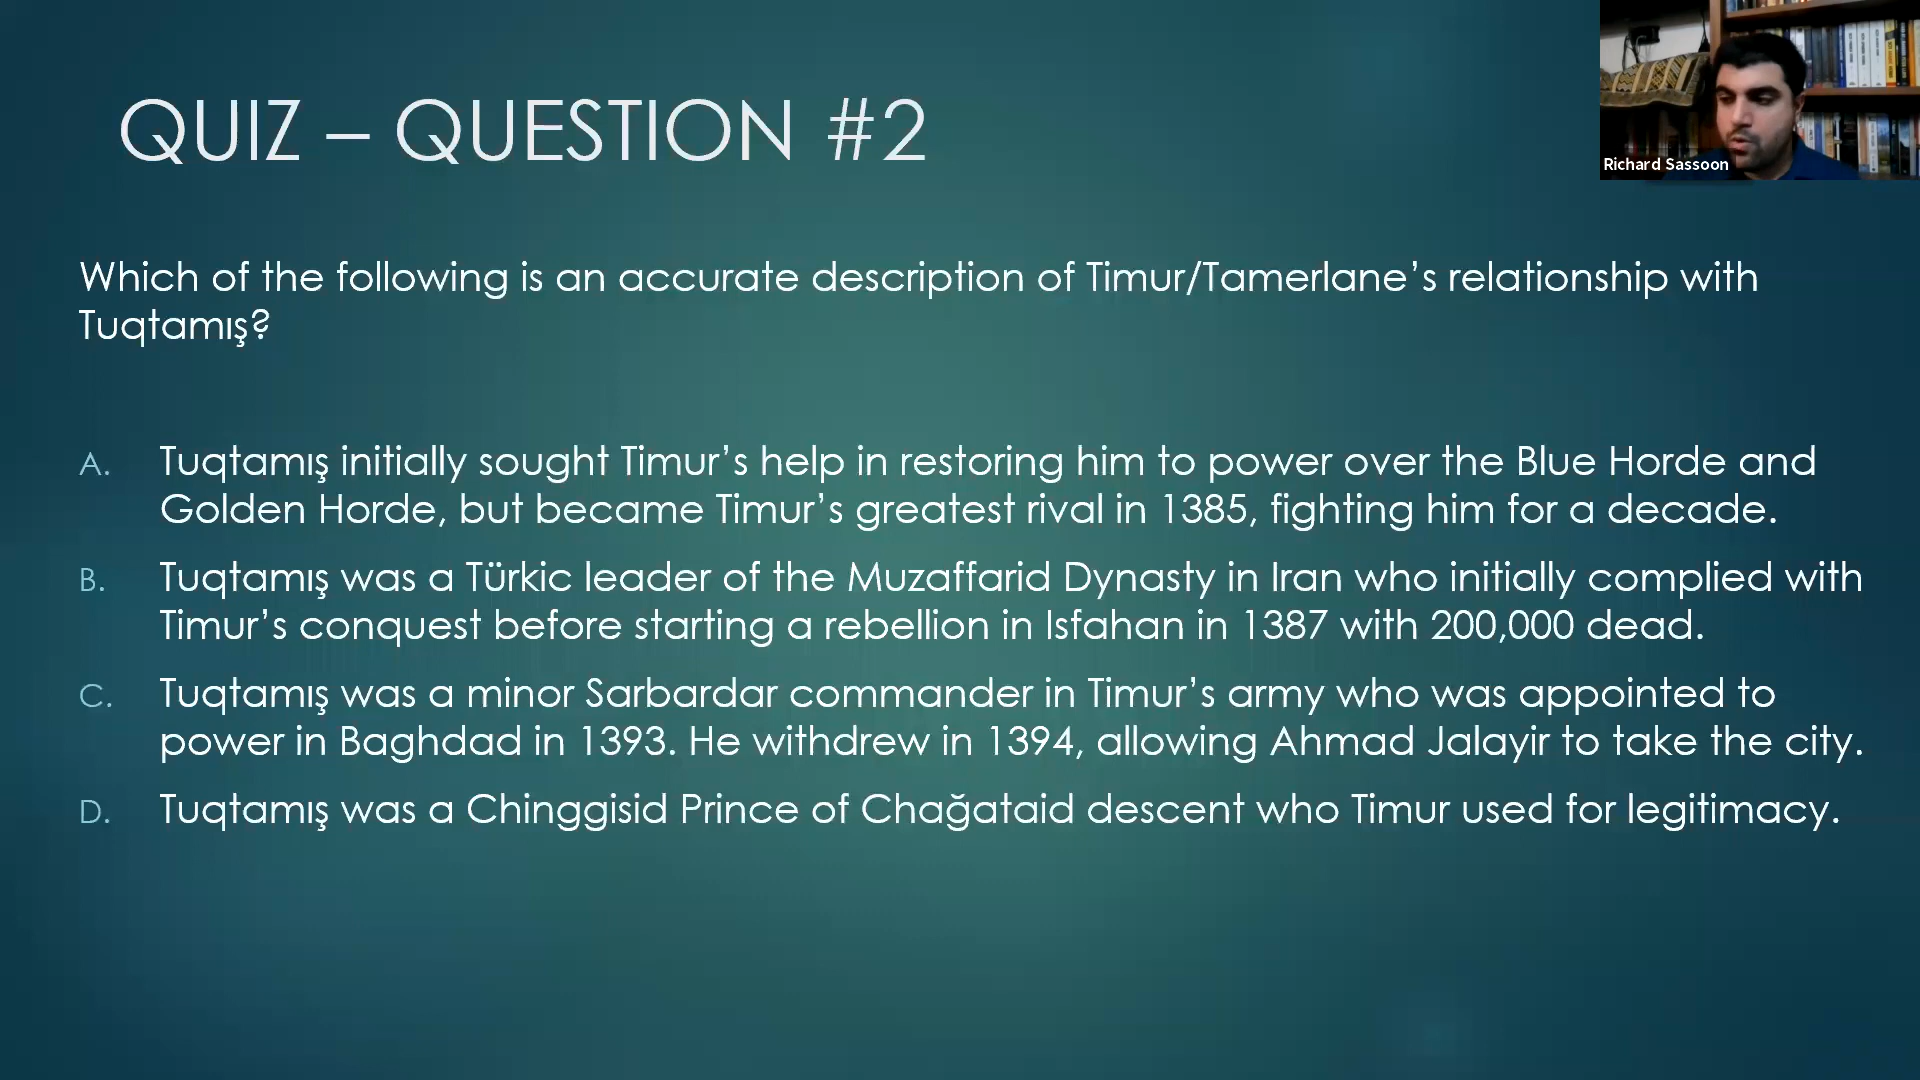 QUIZ – QUESTION #2
Richard Sassoon
Which of the following is an accurate description of Timur/Tamerlane’s relationship with
Tuqtamış?
A. Tuqtamış initially sought Timur’s help in restoring him to power over the Blue Horde and
Golden Horde, but became Timur’s greatest rival in 1385, fighting him for a decade.
B. Tuqtamış was a Türkic leader of the Muzaffarid Dynasty in Iran who initially complied with
Timur’s conquest before starting a rebellion in Isfahan in 1387 with 200,000 dead.
C. Tuqtamış was a minor Sarbardar commander in Timur’s army who was appointed to
power in Baghdad in 1393. He withdrew in 1394, allowing Ahmad Jalayir to take the city.
D. Tuqtamış was a Chinggisid Prince of Chağataid descent who Timur used for legitimacy.